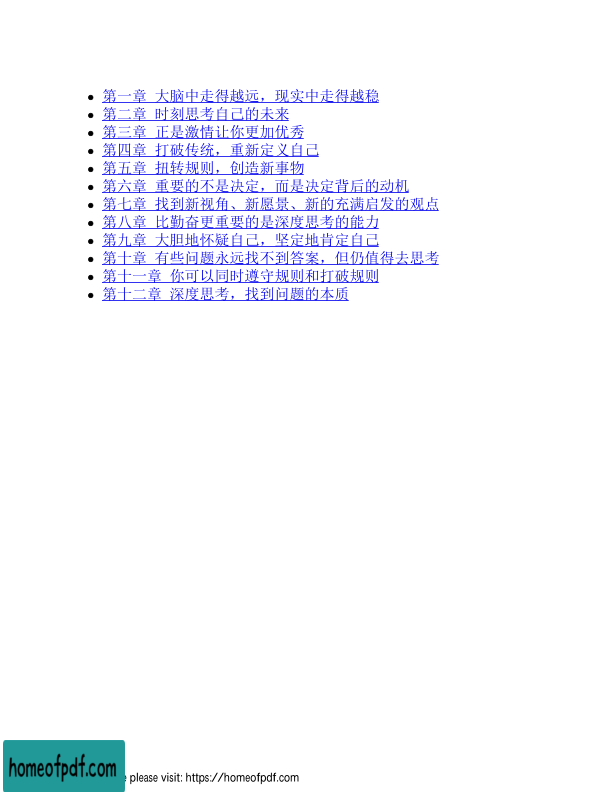 第一章 大脑中走得越远，现实中走得越稳
第二章 时刻思考自己的未来
第三章 正是激情让你更加优秀
第四章 打破传统，重新定义自己
第五章 扭转规则，创造新事物
第六章 重要的不是决定，而是决定背后的动机
第七章 找到新视角、新愿景、新的充满启发的观点
第八章 比勤奋更重要的是深度思考的能力
第九章 大胆地怀疑自己，坚定地肯定自己
第十章 有些问题永远找不到答案，但仍值得去思考
第十一章 你可以同时遵守规则和打破规则
第十二章 深度思考，找到问题的本质
homeofpdf.com
please visit: https://homeofpdf.com